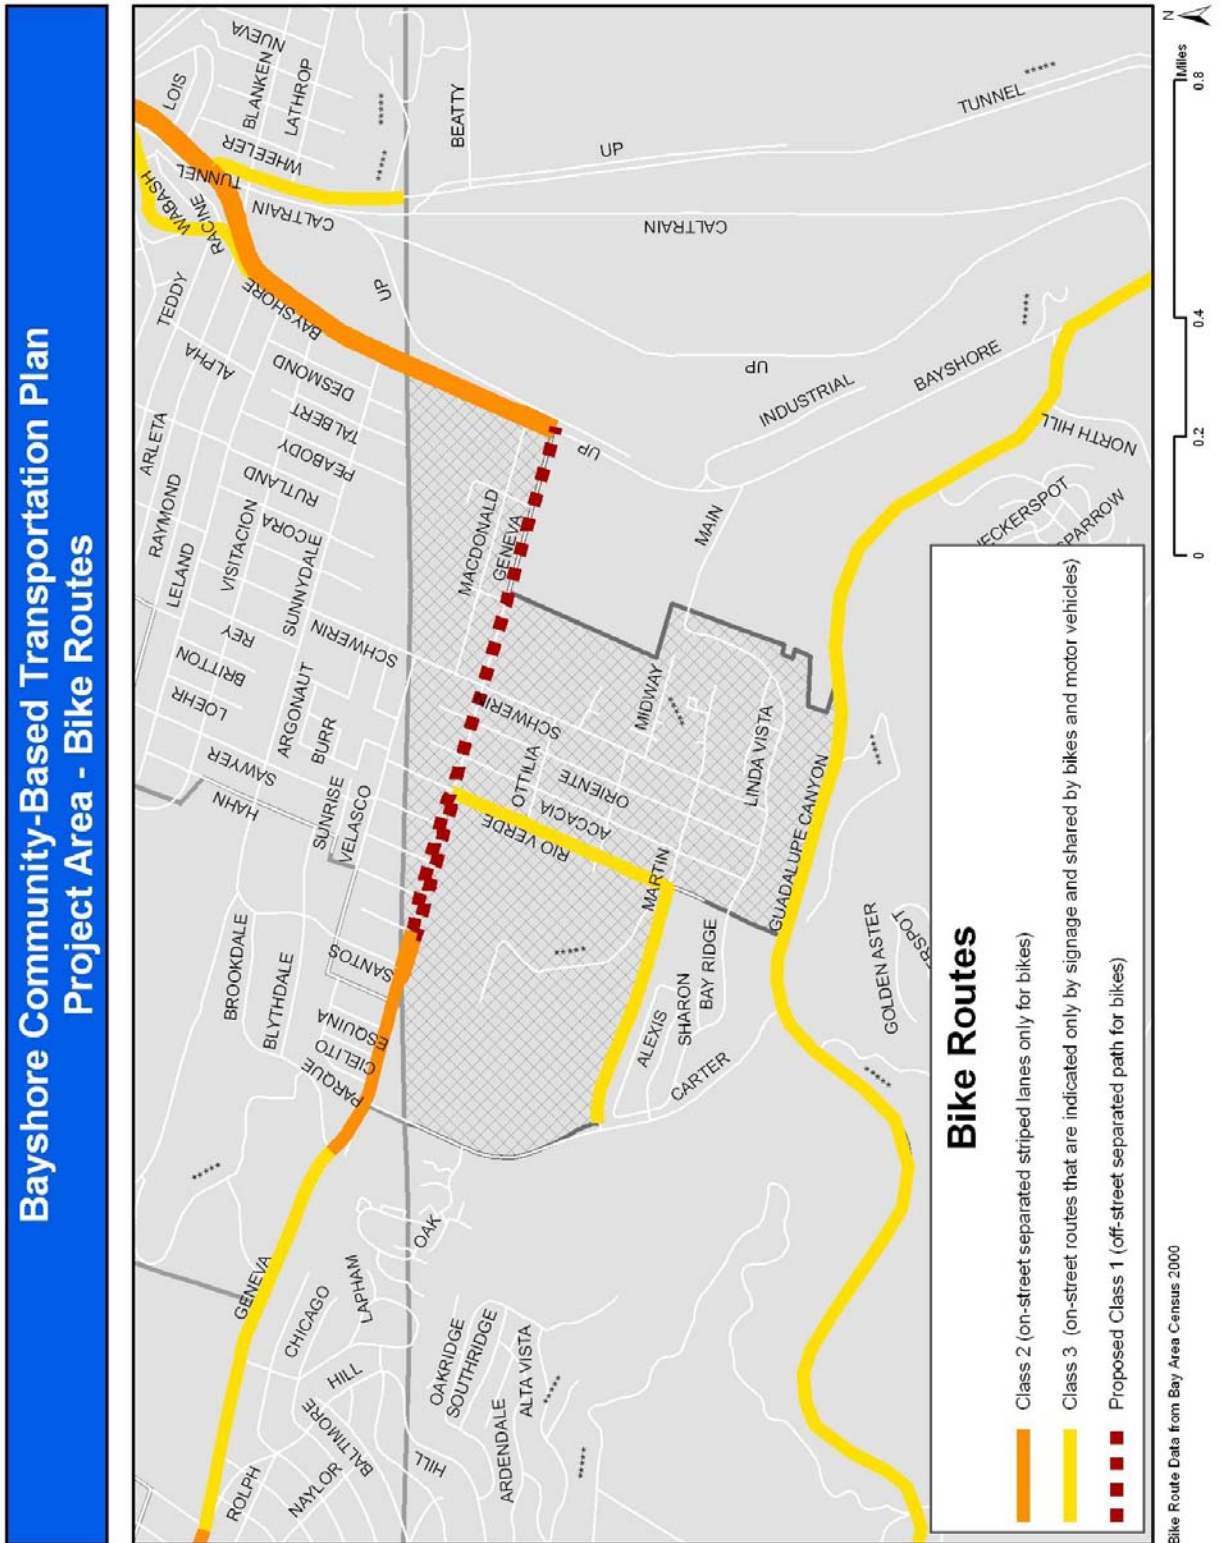 Bayshore Community-Based Transportation Plan
Project Area - Bike Routes
NUEVA
LOIS
BLANKEN
LATHROP
WHEELER
TUNNEL
WABASH
RACINE
CALTRAIN
BEATTY
UP
TUNNEL
CALTRAIN
UP
TEDDY
BAYSHORE
ALPHA
DESMOND
TALBERT
PEABODY
RUTLAND
ARLETA
RAYMOND
LELAND
VISITACION
CORA
SUNNYDALE
SCHWERIN
REY
BRITTON
LOEHR
ARGONAUT
BURR
SAWYER
HAHN
SUNRISE
VELASCO
MACDONALD
GENEVA
UP
UP
INDUSTRIAL
BAYSHORE
NORTH HILL
MAIN
SPARROW
SCHWERIN
MIDWAY
OTTILIA
ORIENTE
ACCACIA
RIO VERDE
LINDA VISTA
GUADALUPE CANYON
MARTIN
BROOKDALE
BLYTHDALE
SANTOS
ESQUINA
CIELITO
PARQUE
BAY RIDGE
SHARON
ALEXIS
CARTER
GOLDEN ASTER
ERSPOT
OAK
GENEVA
CHICAGO
LAPHAM
HILL
BALTIMORE
NAYLOR
ROLPH
HILL
OAKRIDGE
SOUTHRIDGE
ALTA VISTA
ARDENDALE
Bike Routes
Class 2 (on-street separated striped lanes only for bikes)
Class 3 (on-street routes that are indicated only by signage and shared by bikes and motor vehicles)
Proposed Class 1 (off-street separated path for bikes)
N
0 0.2 0.4 0.8
Miles
Bike Route Data from Bay Area Census 2000